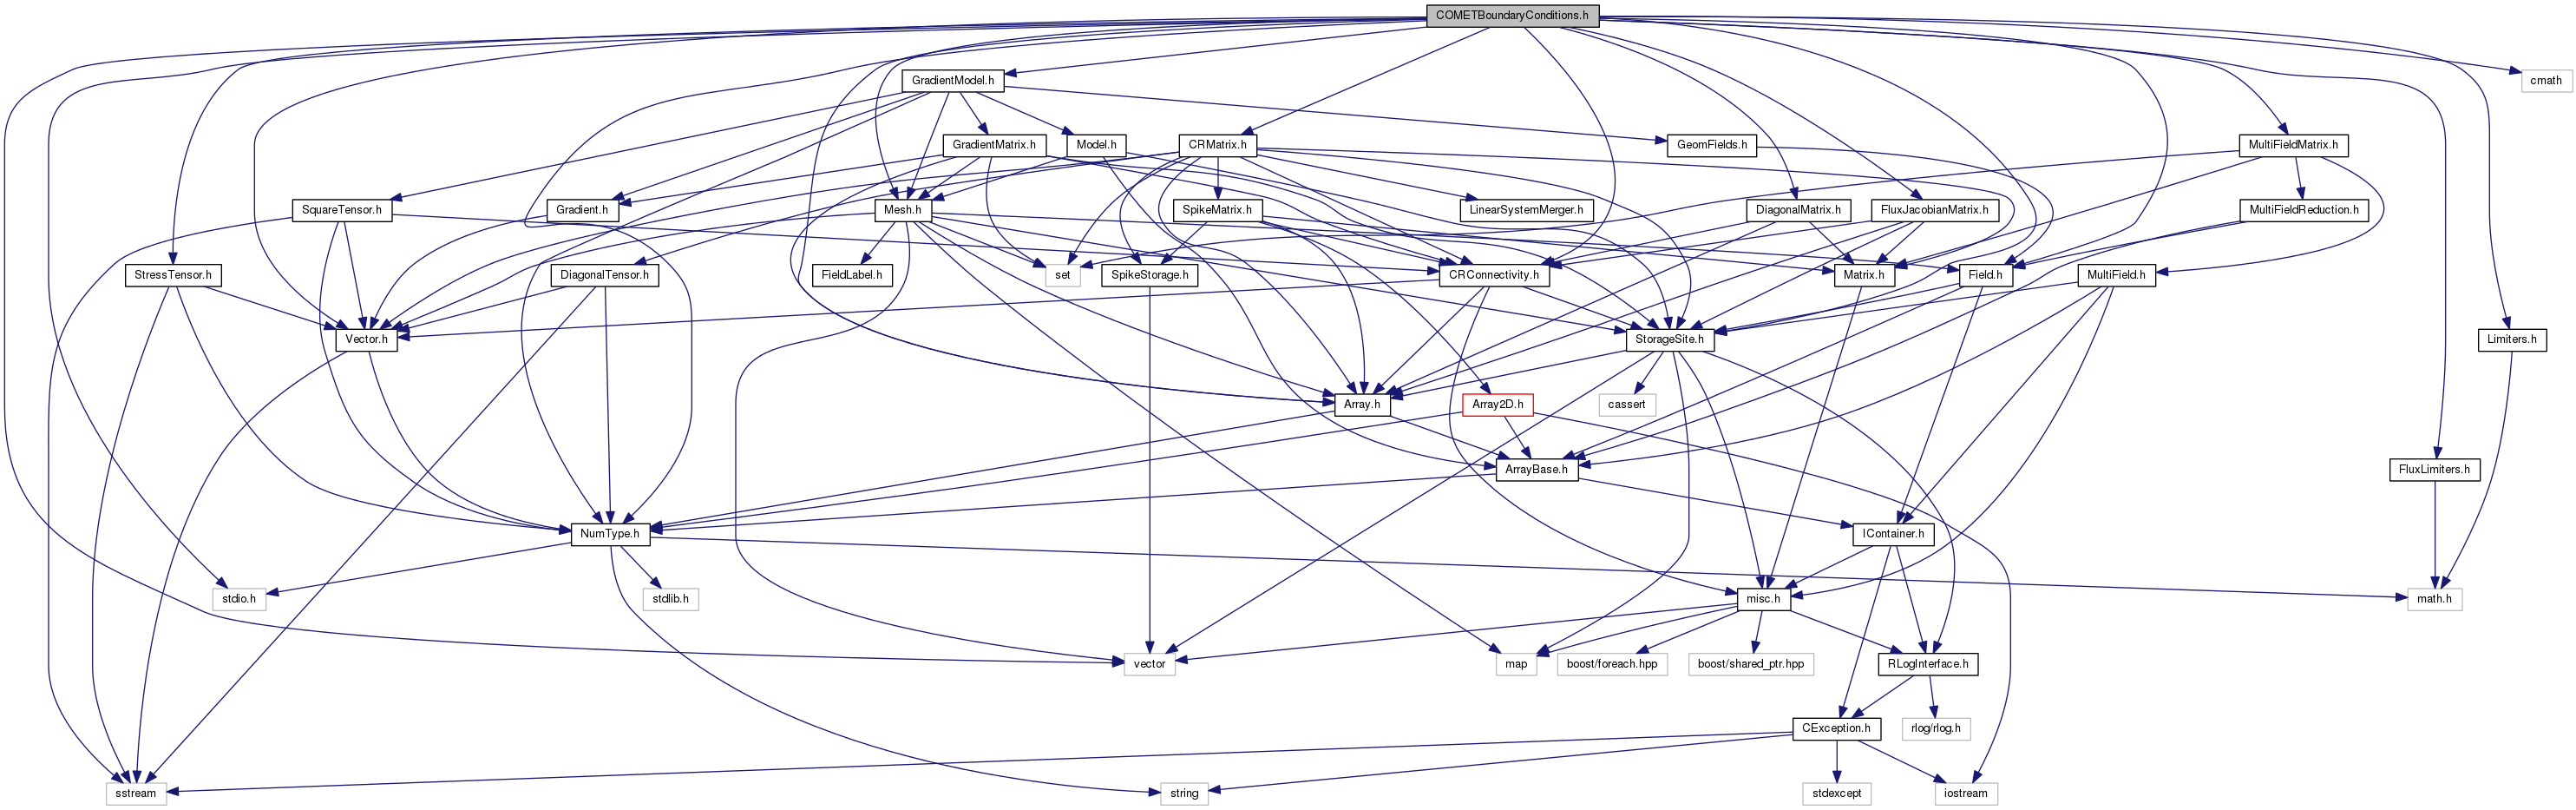 COMETBoundaryConditions.h
GradientModel.h
cmath
GradientMatrix.h
Model.h
CRMatrix.h
GeomFields.h
MultiFieldMatrix.h
SquareTensor.h
Gradient.h
Mesh.h
SpikeMatrix.h
LinearSystemMerger.h
DiagonalMatrix.h
FluxJacobianMatrix.h
MultiFieldReduction.h
StressTensor.h
DiagonalTensor.h
FieldLabel.h
set
SpikeStorage.h
CRConnectivity.h
Matrix.h
Field.h
MultiField.h
Vector.h
StorageSite.h
Limiters.h
Array.h
Array2D.h
cassert
ArrayBase.h
FluxLimiters.h
NumType.h
IContainer.h
stdio.h
stdlib.h
misc.h
math.h
vector
map
boost/foreach.hpp
boost/shared_ptr.hpp
RLogInterface.h
CException.h
rlog/rlog.h
sstream
string
stdexcept
iostream